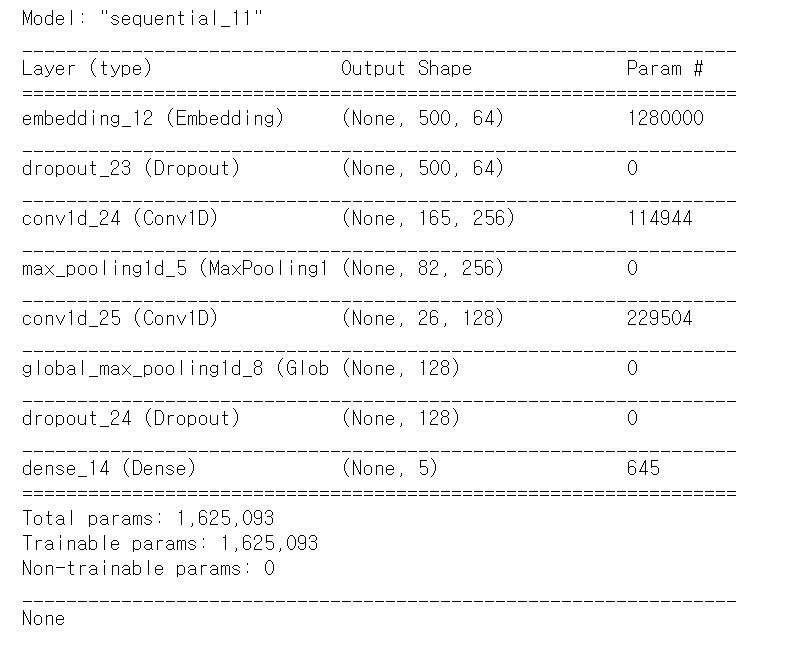 Model: "sequential_11"
_________________________________________________________________
Layer (type)                 Output Shape              Param #
=================================================================
embedding_12 (Embedding)     (None, 500, 64)           1280000
_________________________________________________________________
dropout_23 (Dropout)         (None, 500, 64)           0
_________________________________________________________________
conv1d_24 (Conv1D)           (None, 165, 256)          114944
_________________________________________________________________
max_pooling1d_5 (MaxPooling1 (None, 82, 256)           0
_________________________________________________________________
conv1d_25 (Conv1D)           (None, 26, 128)           229504
_________________________________________________________________
global_max_pooling1d_8 (Glob (None, 128)               0
_________________________________________________________________
dropout_24 (Dropout)         (None, 128)               0
_________________________________________________________________
dense_14 (Dense)             (None, 5)                 645
=================================================================
Total params: 1,625,093
Trainable params: 1,625,093
Non-trainable params: 0
_________________________________________________________________
None